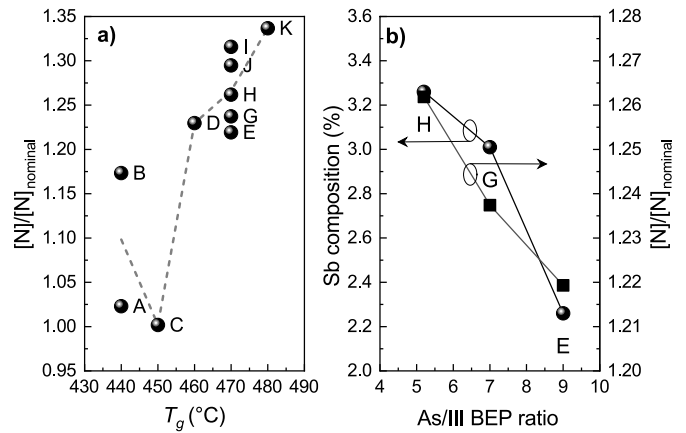 a)
[N]/[N]nominal
1.35
1.30
1.25
1.20
1.15
1.10
1.05
1.00
0.95
430 440 450 460 470 480 490
Tg (°C)
K
I
J
H
D G
E
B
A
C
b)
Sb composition (%)
3.6
3.4
3.2
3.0
2.8
2.6
2.4
2.2
2.0
4 5 6 7 8 9 10
As/III BEP ratio
H
G
E
1.28
1.27
1.26
1.25
1.24
1.23
1.22
1.21
1.20
[N]/[N]nominal